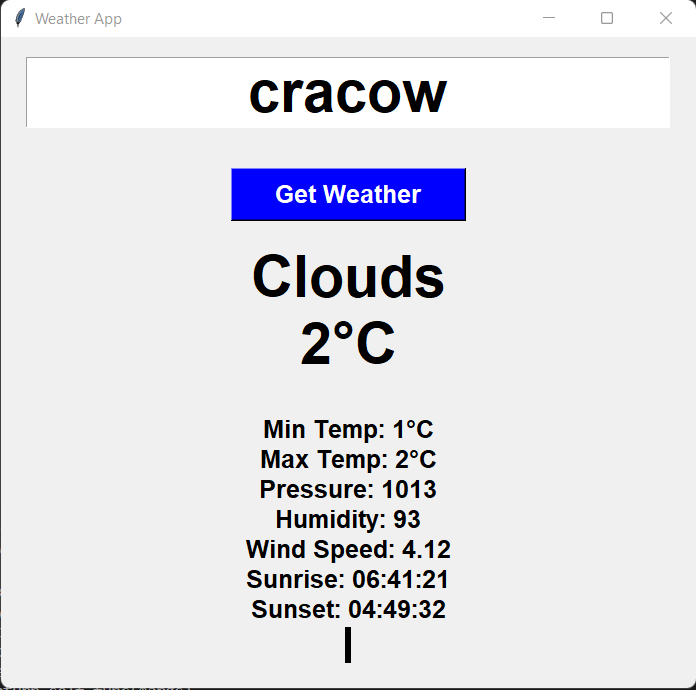 Weather App
cracow
Get Weather
Clouds
2°C
Min Temp: 1°C
Max Temp: 2°C
Pressure: 1013
Humidity: 93
Wind Speed: 4.12
Sunrise: 06:41:21
Sunset: 04:49:32